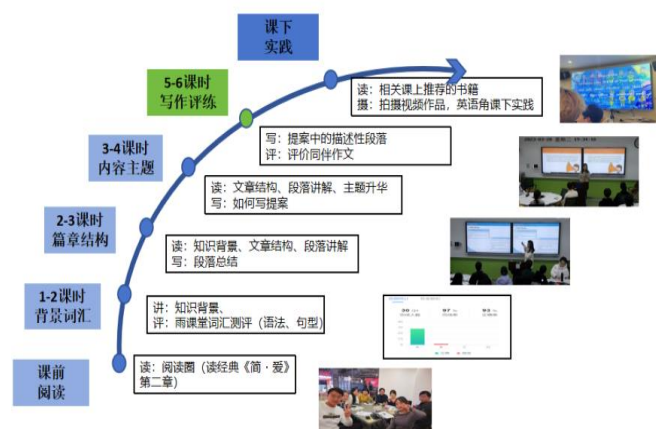 课下
实践
5-6课时
写作评练
读：相关课上推荐的书籍
摄：拍摄视频作品，英语角课下实践
3-4课时
内容主题
写：提案中的描述性段落
评：评价同伴作文
读：文章结构、段落讲解、主题升华
写：如何写提案
2-3课时
篇章结构
读：知识背景、文章结构、段落讲解
写：段落总结
1-2课时
背景词汇
讲：知识背景、
评：雨课堂词汇测评（语法、句型）
课前
阅读
读：阅读圈（读经典《简·爱》
第二章）